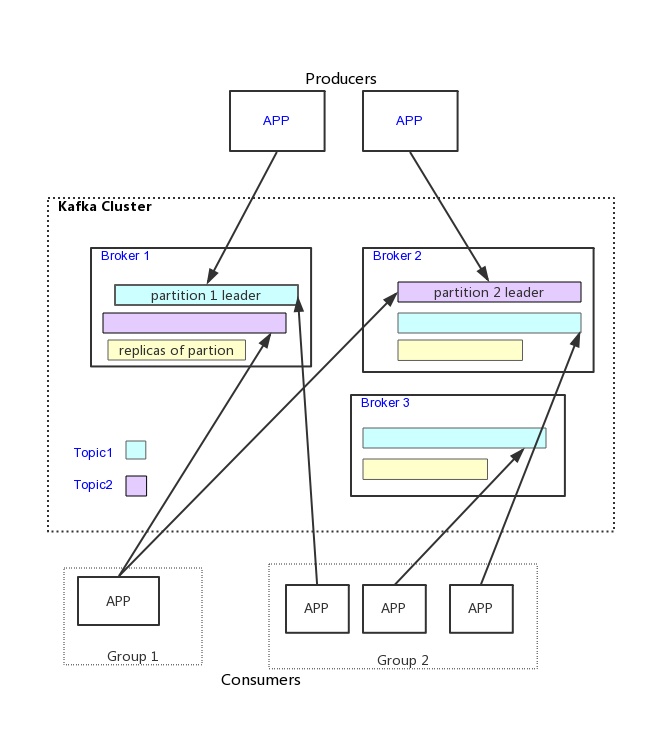 Producers
APP
APP
Kafka Cluster
Broker 1
Broker 2
partition 1 leader
partition 2 leader
replicas of partion
Broker 3
Topic1
Topic2
APP
APP
APP
APP
Group 1
Group 2
Consumers